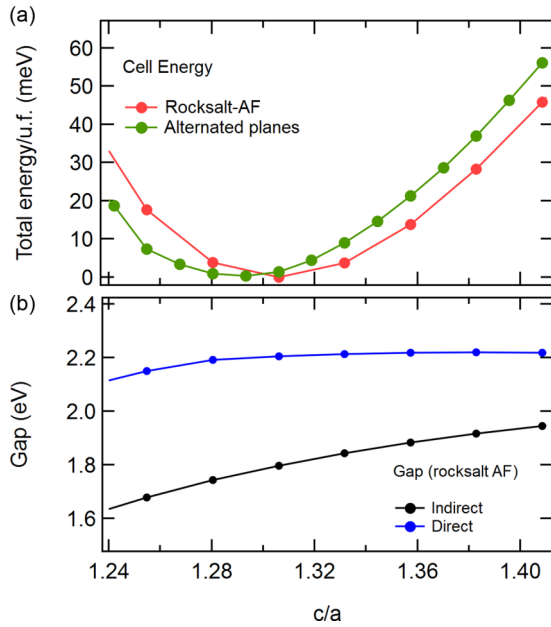 (a)
60
50
40
30
20
10
0
Total energy/u.f. (meV)
Cell Energy
Rocksalt-AF
Alternated planes
(b)
2.4
2.2
2.0
1.8
1.6
Gap (eV)
Gap (rocksalt AF)
Indirect
Direct
1.24
1.28
1.32
1.36
1.40
c/a